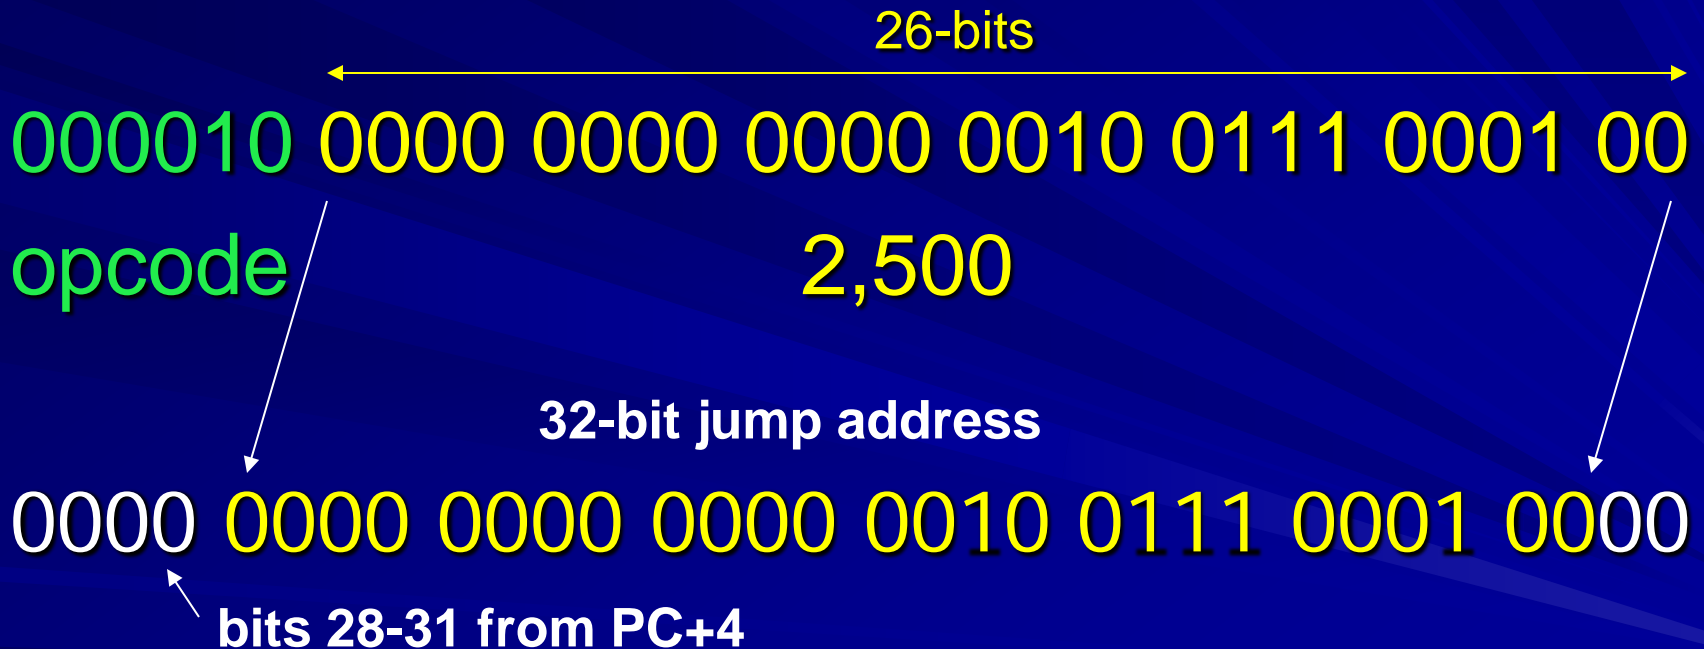 26-bits
000010 0000 0000 0000 0010 0111 0001 00
opcode 2,500
32-bit jump address
0000 0000 0000 0000 0010 0111 0001 0000
bits 28-31 from PC+4